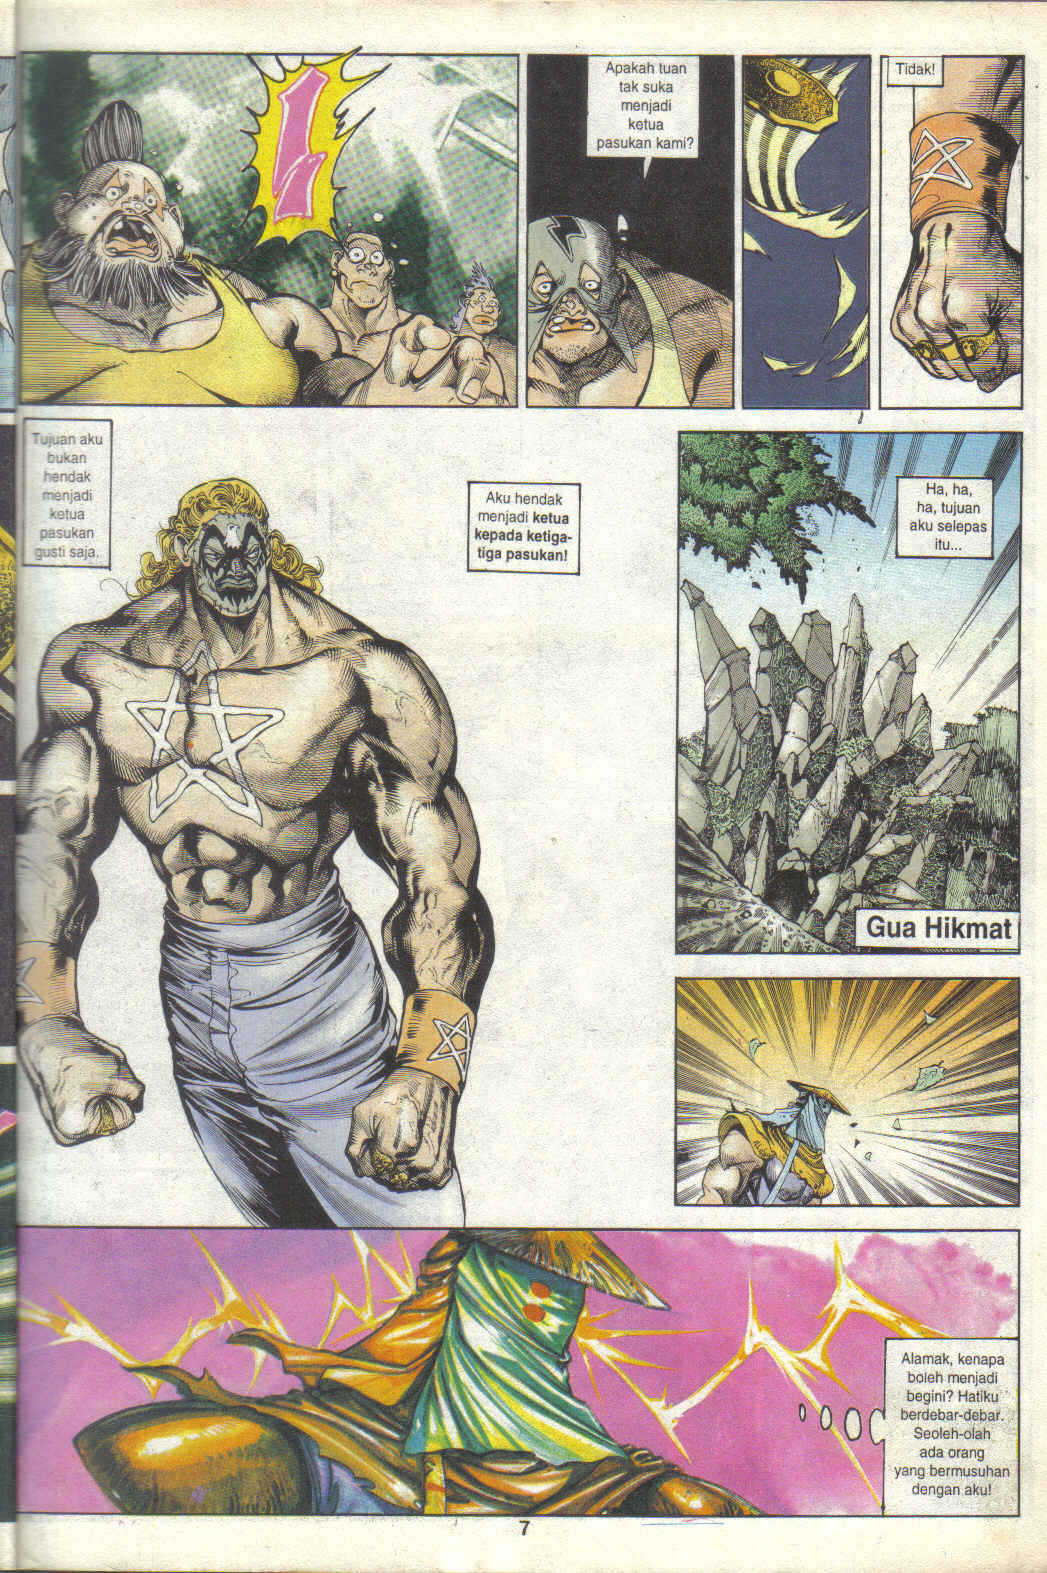 Apakah tuan
tak suka
menjadi
ketua
pasukan kami?
Tidak!
Tujuan aku
bukan
hendak
menjadi
ketua
pasukan
gusti saja.
Aku hendak
menjadi ketua
kepada ketiga-
tiga pasukan!
Ha, ha,
ha, tujuan
aku selepas
itu...
Gua Hikmat
Alamak, kenapa
boleh menjadi
begini? Hatiku
berdebar-debar.
Seoleh-olah
ada orang
yang bermusuhan
dengan aku!
7